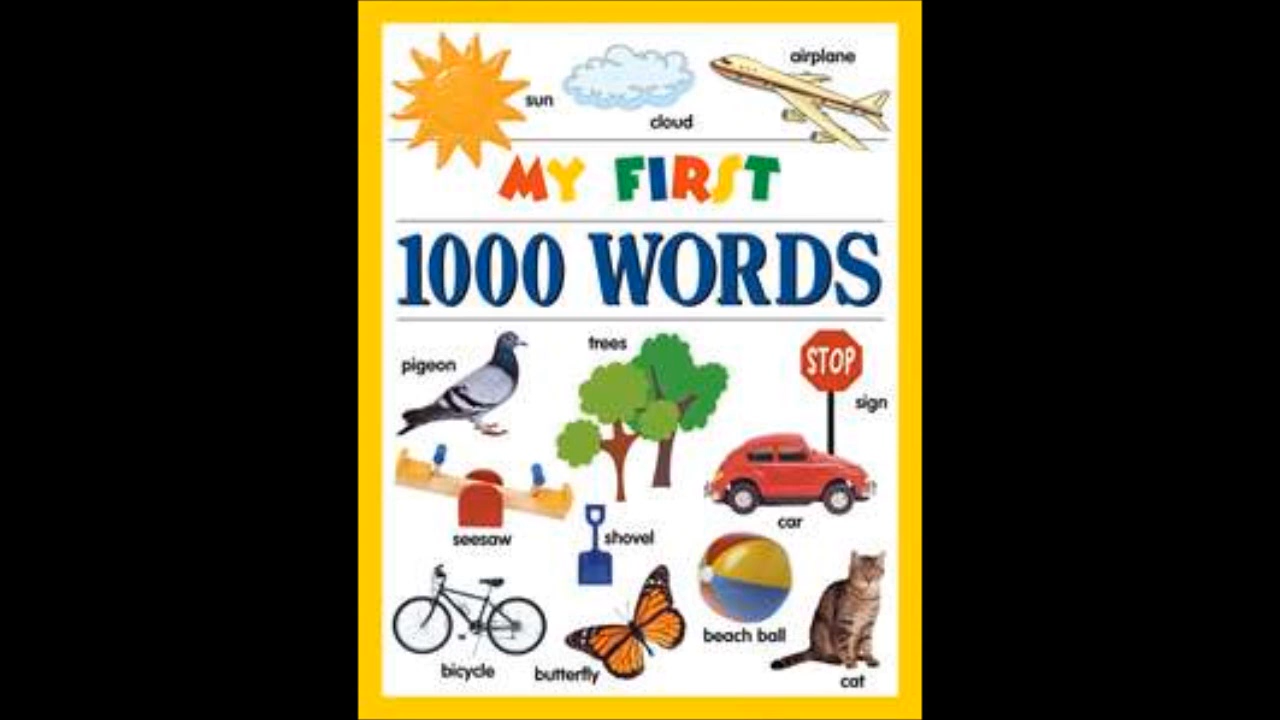 airplane
sun
cloud
MY FIRST
1000 WORDS
trees
pigeon
STOP
sign
car
seesaw
shovel
beach ball
bicycle
butterfly
cat